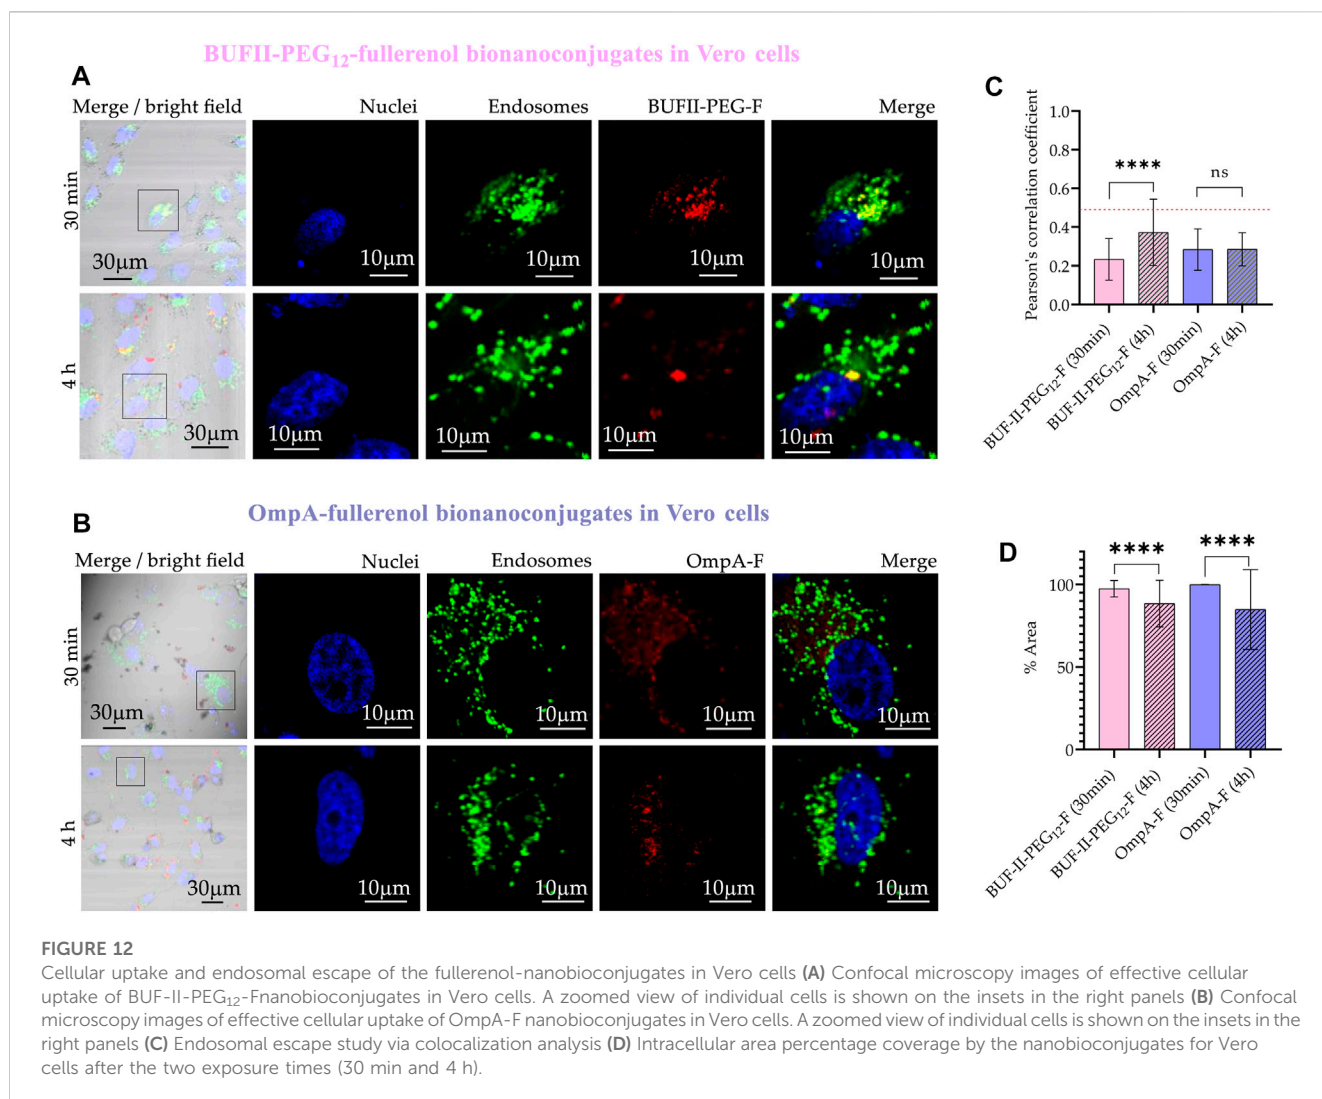 BUFII-PEG₁₂-fullerenol bionanoconjugates in Vero cells
A
Merge / bright field
Nuclei
Endosomes
BUFII-PEG-F
Merge
30 min
30µm
10µm
10µm
10µm
10µm
4 h
30µm
10µm
10µm
10µm
10µm
OmpA-fullerenol bionanoconjugates in Vero cells
B
Merge / bright field
Nuclei
Endosomes
OmpA-F
Merge
30 min
30µm
10µm
10µm
10µm
10µm
4 h
30µm
10µm
10µm
10µm
10µm
C
Pearson's correlation coefficient
1.0
0.8
0.6
0.4
0.2
0.0
****
ns
BUF-II-PEG₁₂-F (30min)
BUF-II-PEG₁₂-F (4h)
OmpA-F (30min)
OmpA-F (4h)
D
% Area
100
50
0
****
****
BUF-II-PEG₁₂-F (30min)
BUF-II-PEG₁₂-F (4h)
OmpA-F (30min)
OmpA-F (4h)
FIGURE 12
Cellular uptake and endosomal escape of the fullerenol-nanobioconjugates in Vero cells (A) Confocal microscopy images of effective cellular
uptake of BUF-II-PEG₁₂-Fnanobioconjugates in Vero cells. A zoomed view of individual cells is shown on the insets in the right panels (B) Confocal
microscopy images of effective cellular uptake of OmpA-F nanobioconjugates in Vero cells. A zoomed view of individual cells is shown on the insets in the
right panels (C) Endosomal escape study via colocalization analysis (D) Intracellular area percentage coverage by the nanobioconjugates for Vero
cells after the two exposure times (30 min and 4 h).